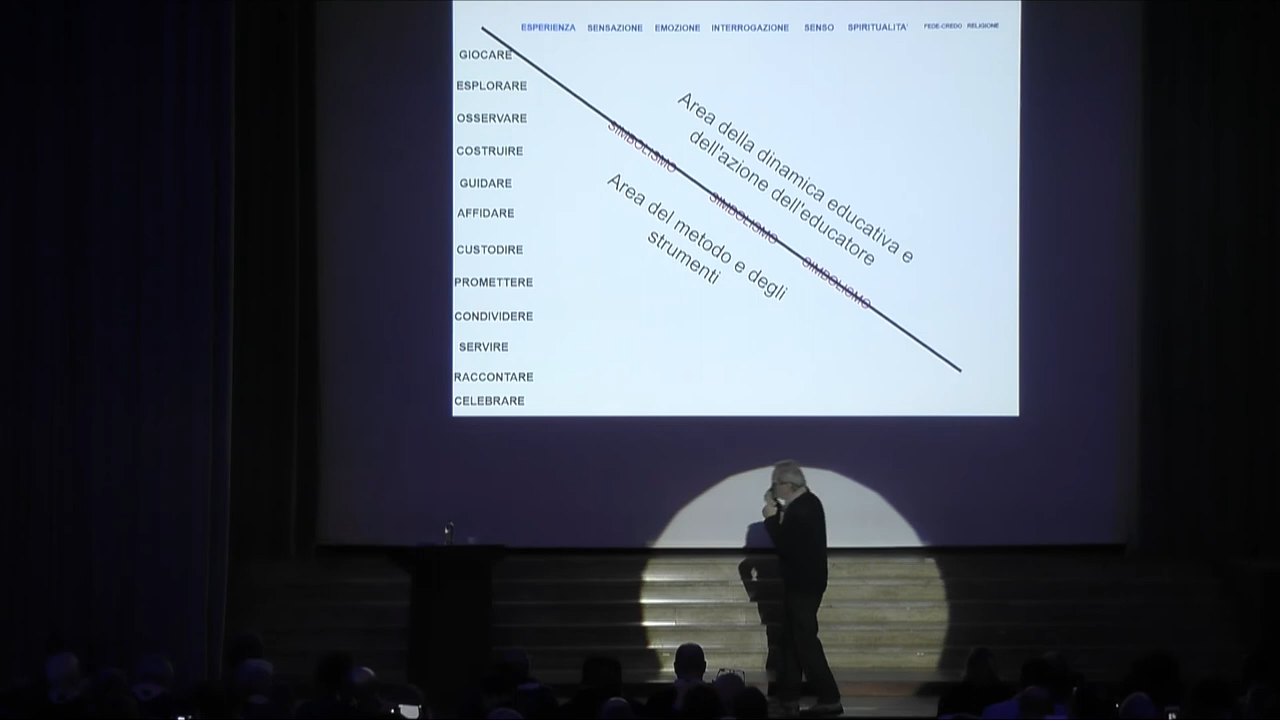 ESPERIENZA SENSAZIONE EMOZIONE INTERROGAZIONE SENSO SPIRITUALITA' FEDE-CREDO RELIGIONE
GIOCARE
ESPLORARE
OSSERVARE
COSTRUIRE
GUIDARE
AFFIDARE
CUSTODIRE
PROMETTERE
CONDIVIDERE
SERVIRE
RACCONTARE
CELEBRARE
Area della dinamica educativa e
dell'azione dell'educatore
SIMBOLISMO SIMBOLISMO SIMBOLISMO
Area del metodo e degli
strumenti